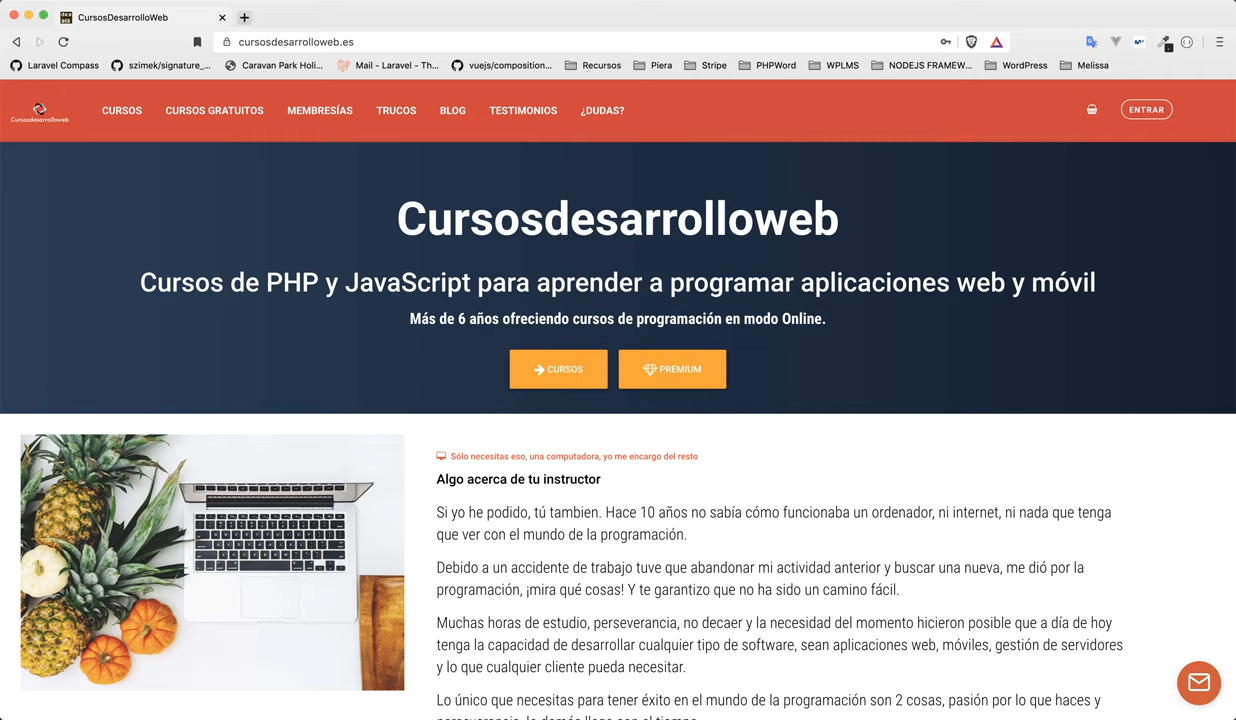 CursosDesarrolloWeb
cursosdesarrolloweb.es
Laravel Compass
szimek/signature_...
Caravan Park Holi...
Mail - Laravel - Th...
vuejs/composition...
Recursos
Piera
Stripe
PHPWord
WPLMS
NODEJS FRAMEW...
WordPress
Melissa
Cursosdesarrolloweb
CURSOS
CURSOS GRATUITOS
MEMBRESÍAS
TRUCOS
BLOG
TESTIMONIOS
¿DUDAS?
ENTRAR
Cursosdesarrolloweb
Cursos de PHP y JavaScript para aprender a programar aplicaciones web y móvil
Más de 6 años ofreciendo cursos de programación en modo Online.
CURSOS
PREMIUM
Sólo necesitas eso, una computadora, yo me encargo del resto
Algo acerca de tu instructor
Si yo he podido, tú tambien. Hace 10 años no sabía cómo funcionaba un ordenador, ni internet, ni nada que tenga
que ver con el mundo de la programación.
Debido a un accidente de trabajo tuve que abandonar mi actividad anterior y buscar una nueva, me dió por la
programación, ¡mira qué cosas! Y te garantizo que no ha sido un camino fácil.
Muchas horas de estudio, perseverancia, no decaer y la necesidad del momento hicieron posible que a día de hoy
tenga la capacidad de desarrollar cualquier tipo de software, sean aplicaciones web, móviles, gestión de servidores
y lo que cualquier cliente pueda necesitar.
Lo único que necesitas para tener éxito en el mundo de la programación son 2 cosas, pasión por lo que haces y